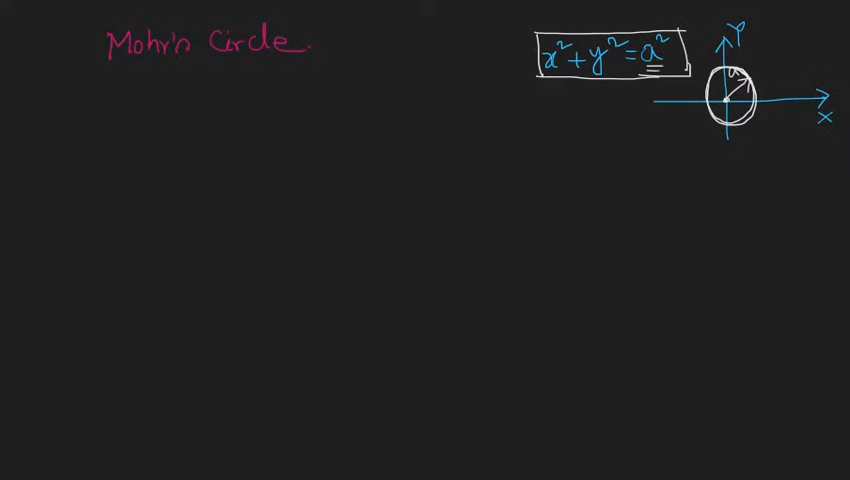 Mohr's Circle.
x² + y² = a²
Y
a
X